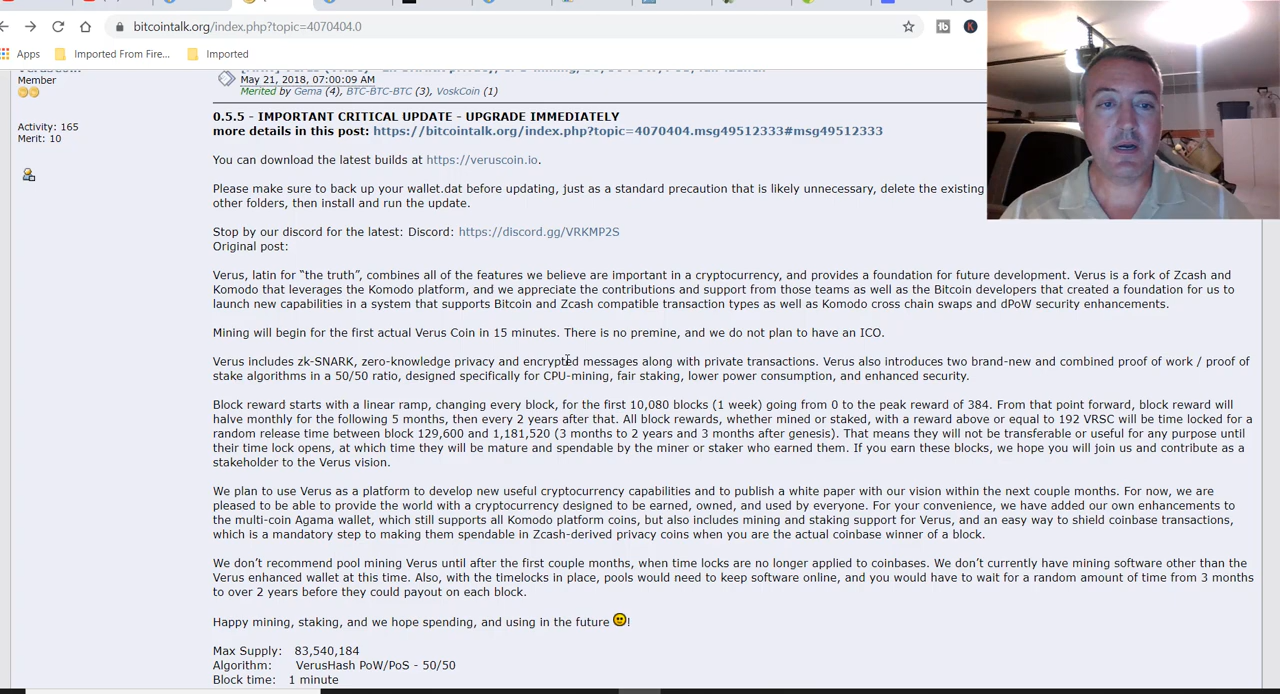 bitcointalk.org/index.php?topic=4070404.0
Apps Imported From Fire... Imported
Member
May 21, 2018, 07:00:09 AM
Merited by Gema (4), BTC-BTC-BTC (3), VoskCoin (1)
Activity: 165
Merit: 10
0.5.5 - IMPORTANT CRITICAL UPDATE - UPGRADE IMMEDIATELY
more details in this post: https://bitcointalk.org/index.php?topic=4070404.msg49512333#msg49512333
You can download the latest builds at https://veruscoin.io.
Please make sure to back up your wallet.dat before updating, just as a standard precaution that is likely unnecessary, delete the existing
other folders, then install and run the update.
Stop by our discord for the latest: Discord: https://discord.gg/VRKMP2S
Original post:
Verus, latin for "the truth", combines all of the features we believe are important in a cryptocurrency, and provides a foundation for future development. Verus is a fork of Zcash and
Komodo that leverages the Komodo platform, and we appreciate the contributions and support from those teams as well as the Bitcoin developers that created a foundation for us to
launch new capabilities in a system that supports Bitcoin and Zcash compatible transaction types as well as Komodo cross chain swaps and dPoW security enhancements.
Mining will begin for the first actual Verus Coin in 15 minutes. There is no premine, and we do not plan to have an ICO.
Verus includes zk-SNARK, zero-knowledge privacy and encrypted messages along with private transactions. Verus also introduces two brand-new and combined proof of work / proof of
stake algorithms in a 50/50 ratio, designed specifically for CPU-mining, fair staking, lower power consumption, and enhanced security.
Block reward starts with a linear ramp, changing every block, for the first 10,080 blocks (1 week) going from 0 to the peak reward of 384. From that point forward, block reward will
halve monthly for the following 5 months, then every 2 years after that. All block rewards, whether mined or staked, with a reward above or equal to 192 VRSC will be time locked for a
random release time between block 129,600 and 1,181,520 (3 months to 2 years and 3 months after genesis). That means they will not be transferable or useful for any purpose until
their time lock opens, at which time they will be mature and spendable by the miner or staker who earned them. If you earn these blocks, we hope you will join us and contribute as a
stakeholder to the Verus vision.
We plan to use Verus as a platform to develop new useful cryptocurrency capabilities and to publish a white paper with our vision within the next couple months. For now, we are
pleased to be able to provide the world with a cryptocurrency designed to be earned, owned, and used by everyone. For your convenience, we have added our own enhancements to
the multi-coin Agama wallet, which still supports all Komodo platform coins, but also includes mining and staking support for Verus, and an easy way to shield coinbase transactions,
which is a mandatory step to making them spendable in Zcash-derived privacy coins when you are the actual coinbase winner of a block.
We don't recommend pool mining Verus until after the first couple months, when time locks are no longer applied to coinbases. We don't currently have mining software other than the
Verus enhanced wallet at this time. Also, with the timelocks in place, pools would need to keep software online, and you would have to wait for a random amount of time from 3 months
to over 2 years before they could payout on each block.
Happy mining, staking, and we hope spending, and using in the future !
Max Supply: 83,540,184
Algorithm: VerusHash PoW/PoS - 50/50
Block time: 1 minute